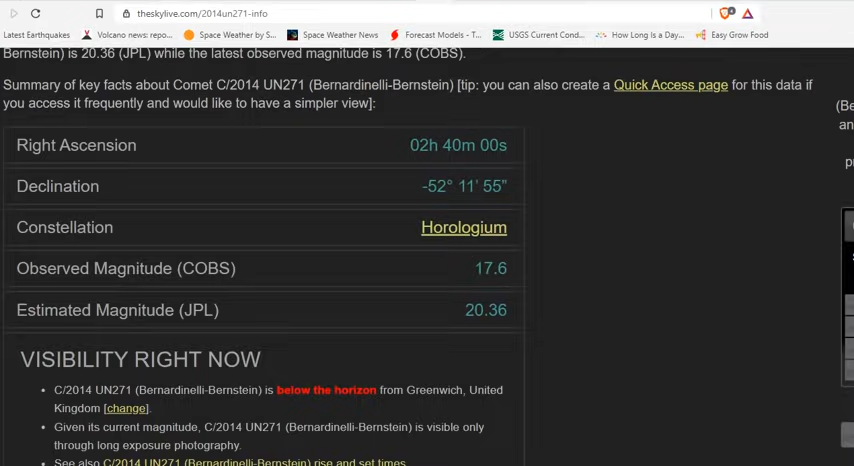 theskylive.com/2014un271-info
4
Latest Earthquakes Volcano news: repo... Space Weather by S... Space Weather News Forecast Models - T... USGS Current Cond... How Long Is a Day... Easy Grow Food
Bernstein) is 20.36 (JPL) while the latest observed magnitude is 17.6 (COBS).
Summary of key facts about Comet C/2014 UN271 (Bernardinelli-Bernstein) [tip: you can also create a Quick Access page for this data if
you access it frequently and would like to have a simpler view]:
(Be
an
Right Ascension 02h 40m 00s
Declination -52° 11' 55”
Constellation Horologium
Observed Magnitude (COBS) 17.6
Estimated Magnitude (JPL) 20.36
VISIBILITY RIGHT NOW
• C/2014 UN271 (Bernardinelli-Bernstein) is below the horizon from Greenwich, United
Kingdom [change].
• Given its current magnitude, C/2014 UN271 (Bernardinelli-Bernstein) is visible only
through long exposure photography.
• See also C/2014 UN271 (Bernardinelli-Bernstein) rise and set times.